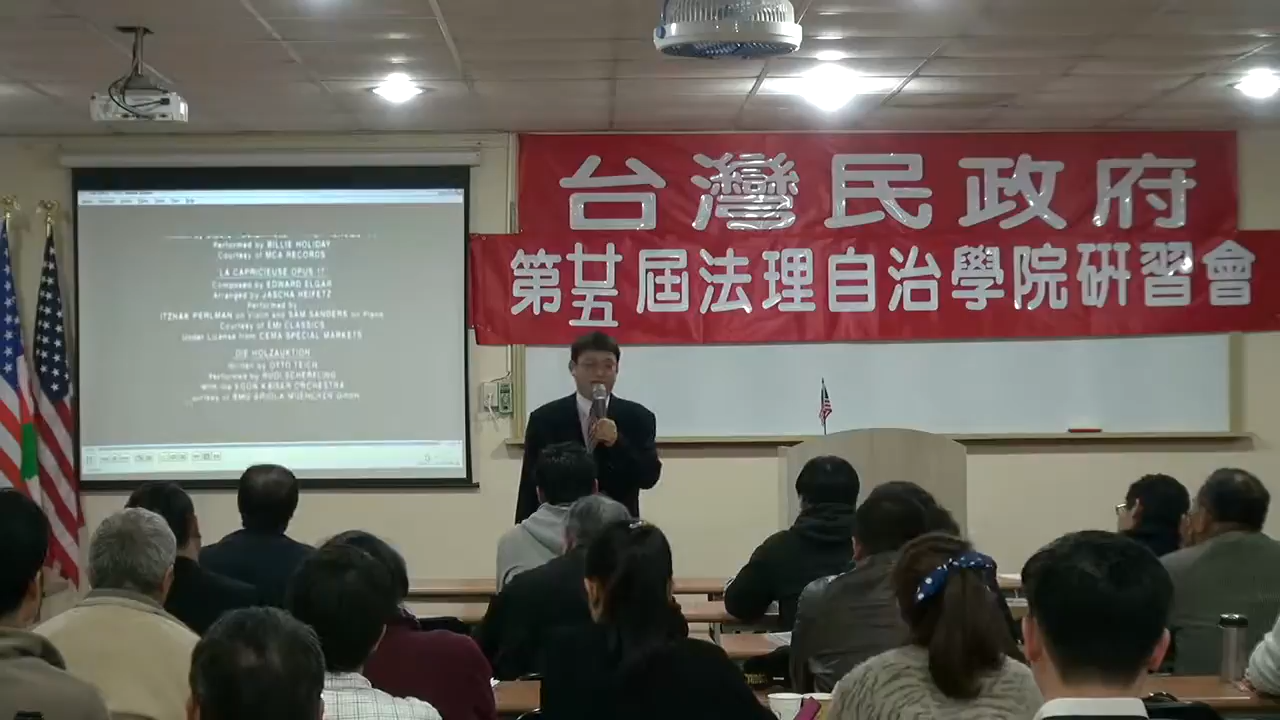 台灣民政府
第廿五屆法理自治學院研習會
Performed by BILLIE HOLIDAY
Courtesy of MCA RECORDS
LA CAPRICIEUSE OPUS 17
Composed by EDWARD ELGAR
Arranged by JASCHA HEIFETZ
Performed by
ITZHAK PERLMAN on Violin and SAM SANDERS on Piano
Courtesy of EMI CLASSICS
Under License from CEMA SPECIAL MARKETS
DIE HOLZAUKTION
Written by OTTO TEICH
Performed by RUDI SCHERFLING
with the EGON KAISER ORCHESTRA
Courtesy of BMG ARIOLA MUENCHEN GmbH